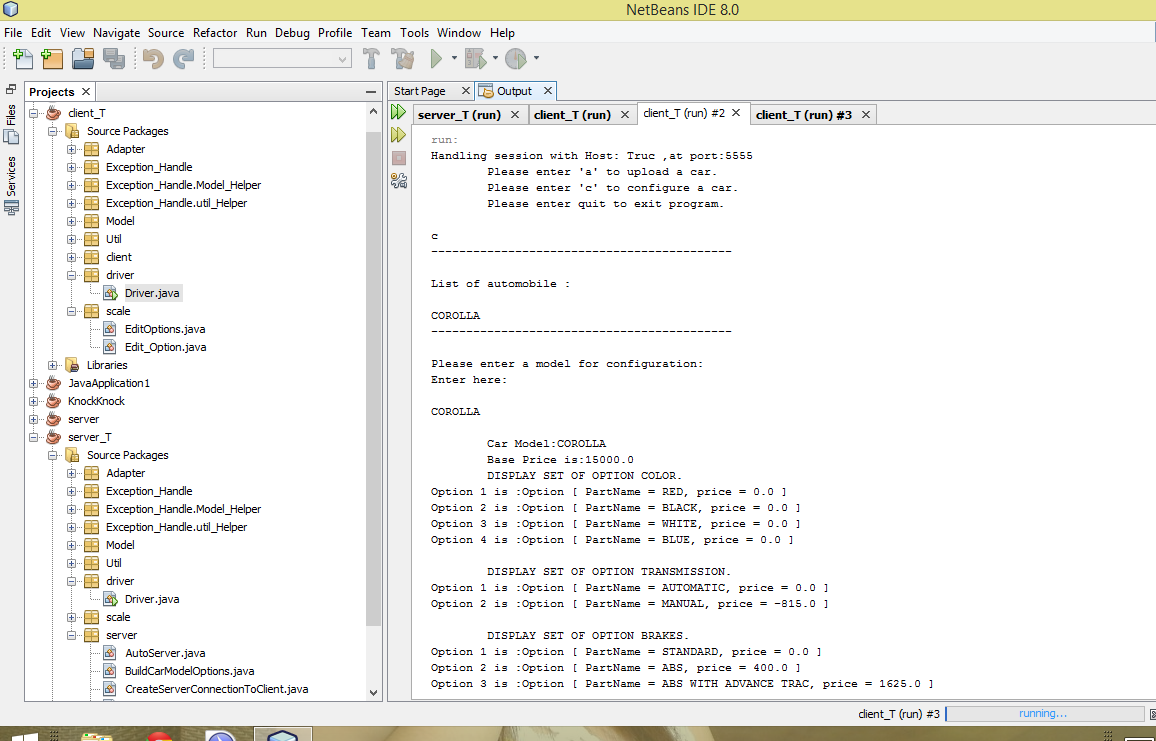 NetBeans IDE 8.0
File Edit View Navigate Source Refactor Run Debug Profile Team Tools Window Help
Projects
Files
Services
client_T
Source Packages
Adapter
Exception_Handle
Exception_Handle.Model_Helper
Exception_Handle.util_Helper
Model
Util
client
driver
Driver.java
scale
EditOptions.java
Edit_Option.java
Libraries
JavaApplication1
KnockKnock
server
server_T
Source Packages
Adapter
Exception_Handle
Exception_Handle.Model_Helper
Exception_Handle.util_Helper
Model
Util
driver
Driver.java
scale
server
AutoServer.java
BuildCarModelOptions.java
CreateServerConnectionToClient.java
Start Page Output
server_T (run) client_T (run) client_T (run) #2 client_T (run) #3
run:
Handling session with Host: Truc ,at port:5555
Please enter 'a' to upload a car.
Please enter 'c' to configure a car.
Please enter quit to exit program.
c
-------------------------------------------
List of automobile :
COROLLA
-------------------------------------------
Please enter a model for configuration:
Enter here:
COROLLA
Car Model:COROLLA
Base Price is:15000.0
DISPLAY SET OF OPTION COLOR.
Option 1 is :Option [ PartName = RED, price = 0.0 ]
Option 2 is :Option [ PartName = BLACK, price = 0.0 ]
Option 3 is :Option [ PartName = WHITE, price = 0.0 ]
Option 4 is :Option [ PartName = BLUE, price = 0.0 ]
DISPLAY SET OF OPTION TRANSMISSION.
Option 1 is :Option [ PartName = AUTOMATIC, price = 0.0 ]
Option 2 is :Option [ PartName = MANUAL, price = -815.0 ]
DISPLAY SET OF OPTION BRAKES.
Option 1 is :Option [ PartName = STANDARD, price = 0.0 ]
Option 2 is :Option [ PartName = ABS, price = 400.0 ]
Option 3 is :Option [ PartName = ABS WITH ADVANCE TRAC, price = 1625.0 ]
client_T (run) #3 running...